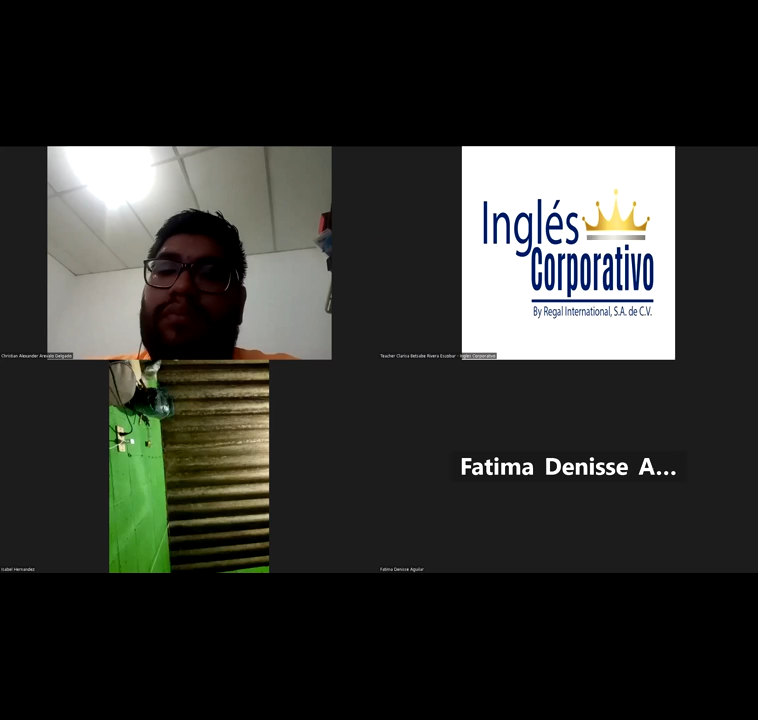 Inglés
Corporativo
By Regal International, S.A. de C.V.
Christian Alexander Arevalo Delgado
Teacher Clarisa Betsabe Rivera Escobar - Inglés Corporativo
Fatima Denisse A...
Isabel Hernandez
Fatima Denisse Aguilar